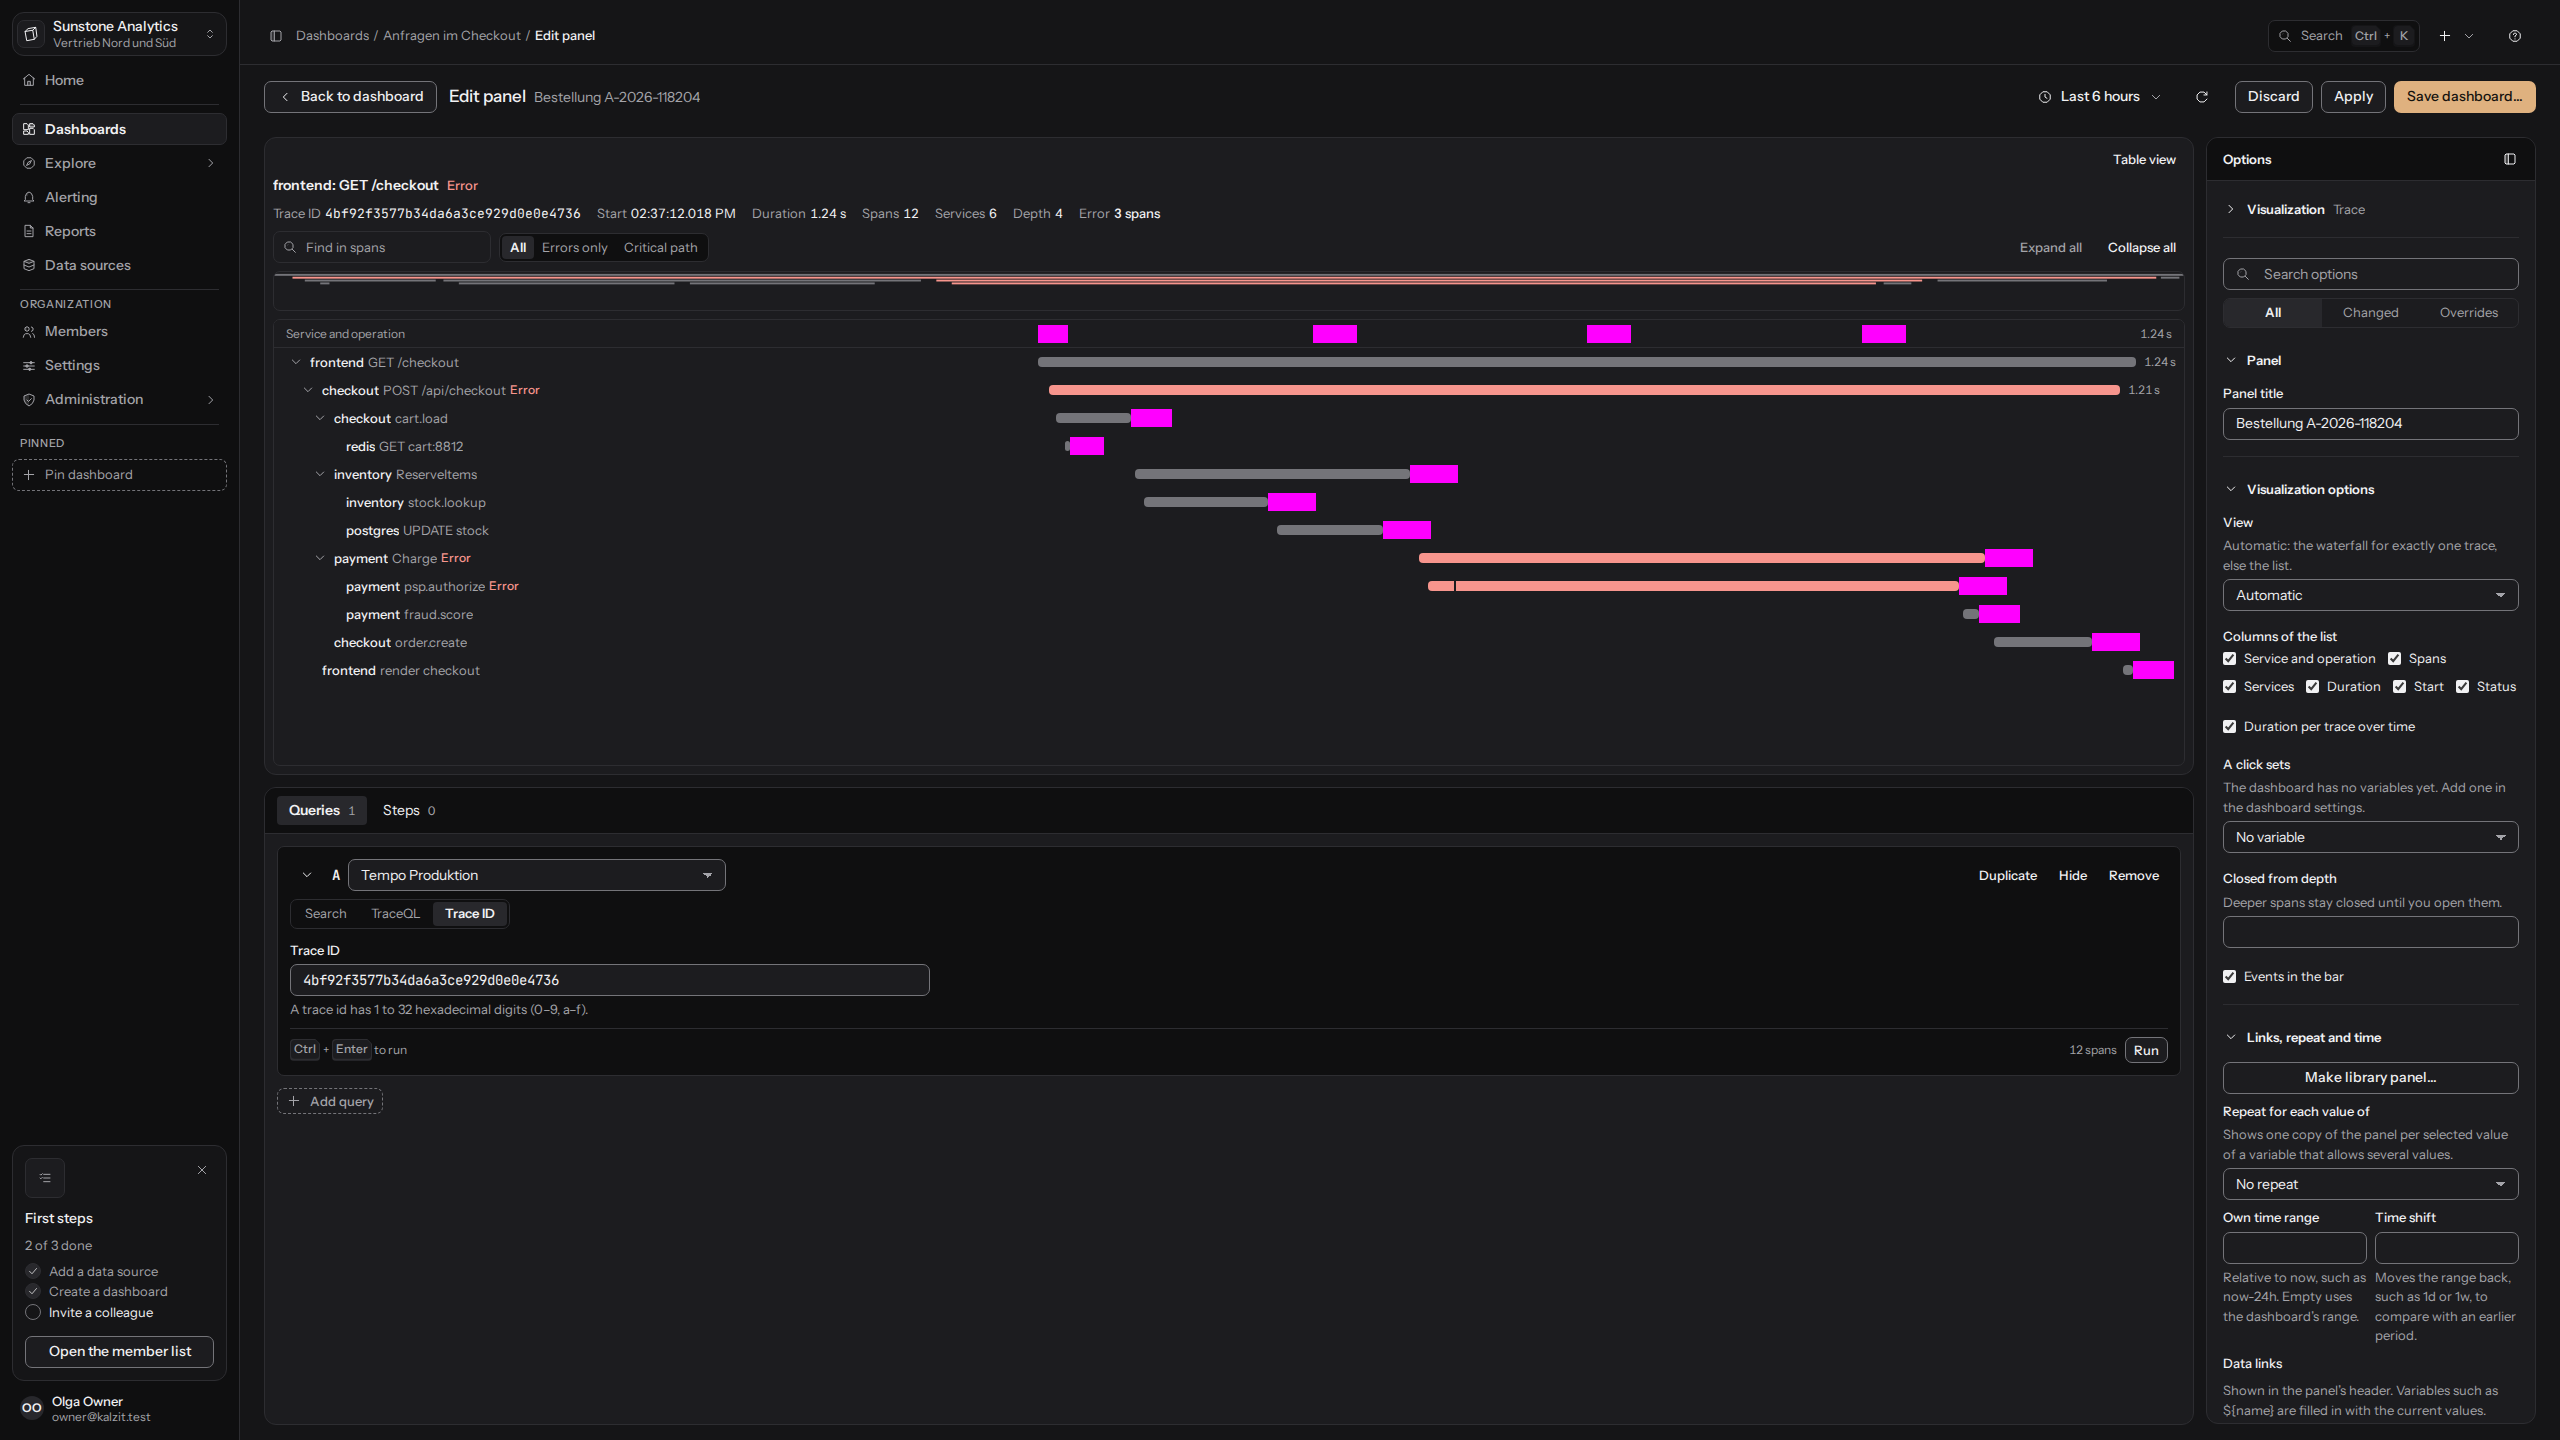 Sunstone Analytics
Vertrieb Nord und Süd
Home
Dashboards
Explore
Alerting
Reports
Data sources
ORGANIZATION
Members
Settings
Administration
PINNED
Pin dashboard
First steps
2 of 3 done
Add a data source
Create a dashboard
Invite a colleague
Open the member list
OO
Olga Owner
owner@kalzit.test
Dashboards / Anfragen im Checkout / Edit panel
Search Ctrl + K
Back to dashboard
Edit panel Bestellung A-2026-118204
Last 6 hours
Discard
Apply
Save dashboard...
Table view
frontend: GET /checkout Error
Trace ID 4bf92f3577b34da6a3ce929d0e0e4736 Start 02:37:12.018 PM Duration 1.24 s Spans 12 Services 6 Depth 4 Error 3 spans
Find in spans
All Errors only Critical path
Expand all Collapse all
Service and operation 1.24 s
frontend GET /checkout 1.24 s
checkout POST /api/checkout Error 1.21 s
checkout cart.load
redis GET cart:8812
inventory ReserveItems
inventory stock.lookup
postgres UPDATE stock
payment Charge Error
payment psp.authorize Error
payment fraud.score
checkout order.create
frontend render checkout
Queries 1 Steps 0
A Tempo Produktion
Duplicate Hide Remove
Search TraceQL Trace ID
Trace ID
4bf92f3577b34da6a3ce929d0e0e4736
A trace id has 1 to 32 hexadecimal digits (0–9, a–f).
Ctrl + Enter to run
12 spans Run
Add query
Options
Visualization Trace
Search options
All Changed Overrides
Panel
Panel title
Bestellung A-2026-118204
Visualization options
View
Automatic: the waterfall for exactly one trace,
else the list.
Automatic
Columns of the list
Service and operation Spans
Services Duration Start Status
Duration per trace over time
A click sets
The dashboard has no variables yet. Add one in
the dashboard settings.
No variable
Closed from depth
Deeper spans stay closed until you open them.
Events in the bar
Links, repeat and time
Make library panel...
Repeat for each value of
Shows one copy of the panel per selected value
of a variable that allows several values.
No repeat
Own time range
Relative to now, such as
now-24h. Empty uses
the dashboard's range.
Time shift
Moves the range back,
such as 1d or 1w, to
compare with an earlier
period.
Data links
Shown in the panel's header. Variables such as
${name} are filled in with the current values.